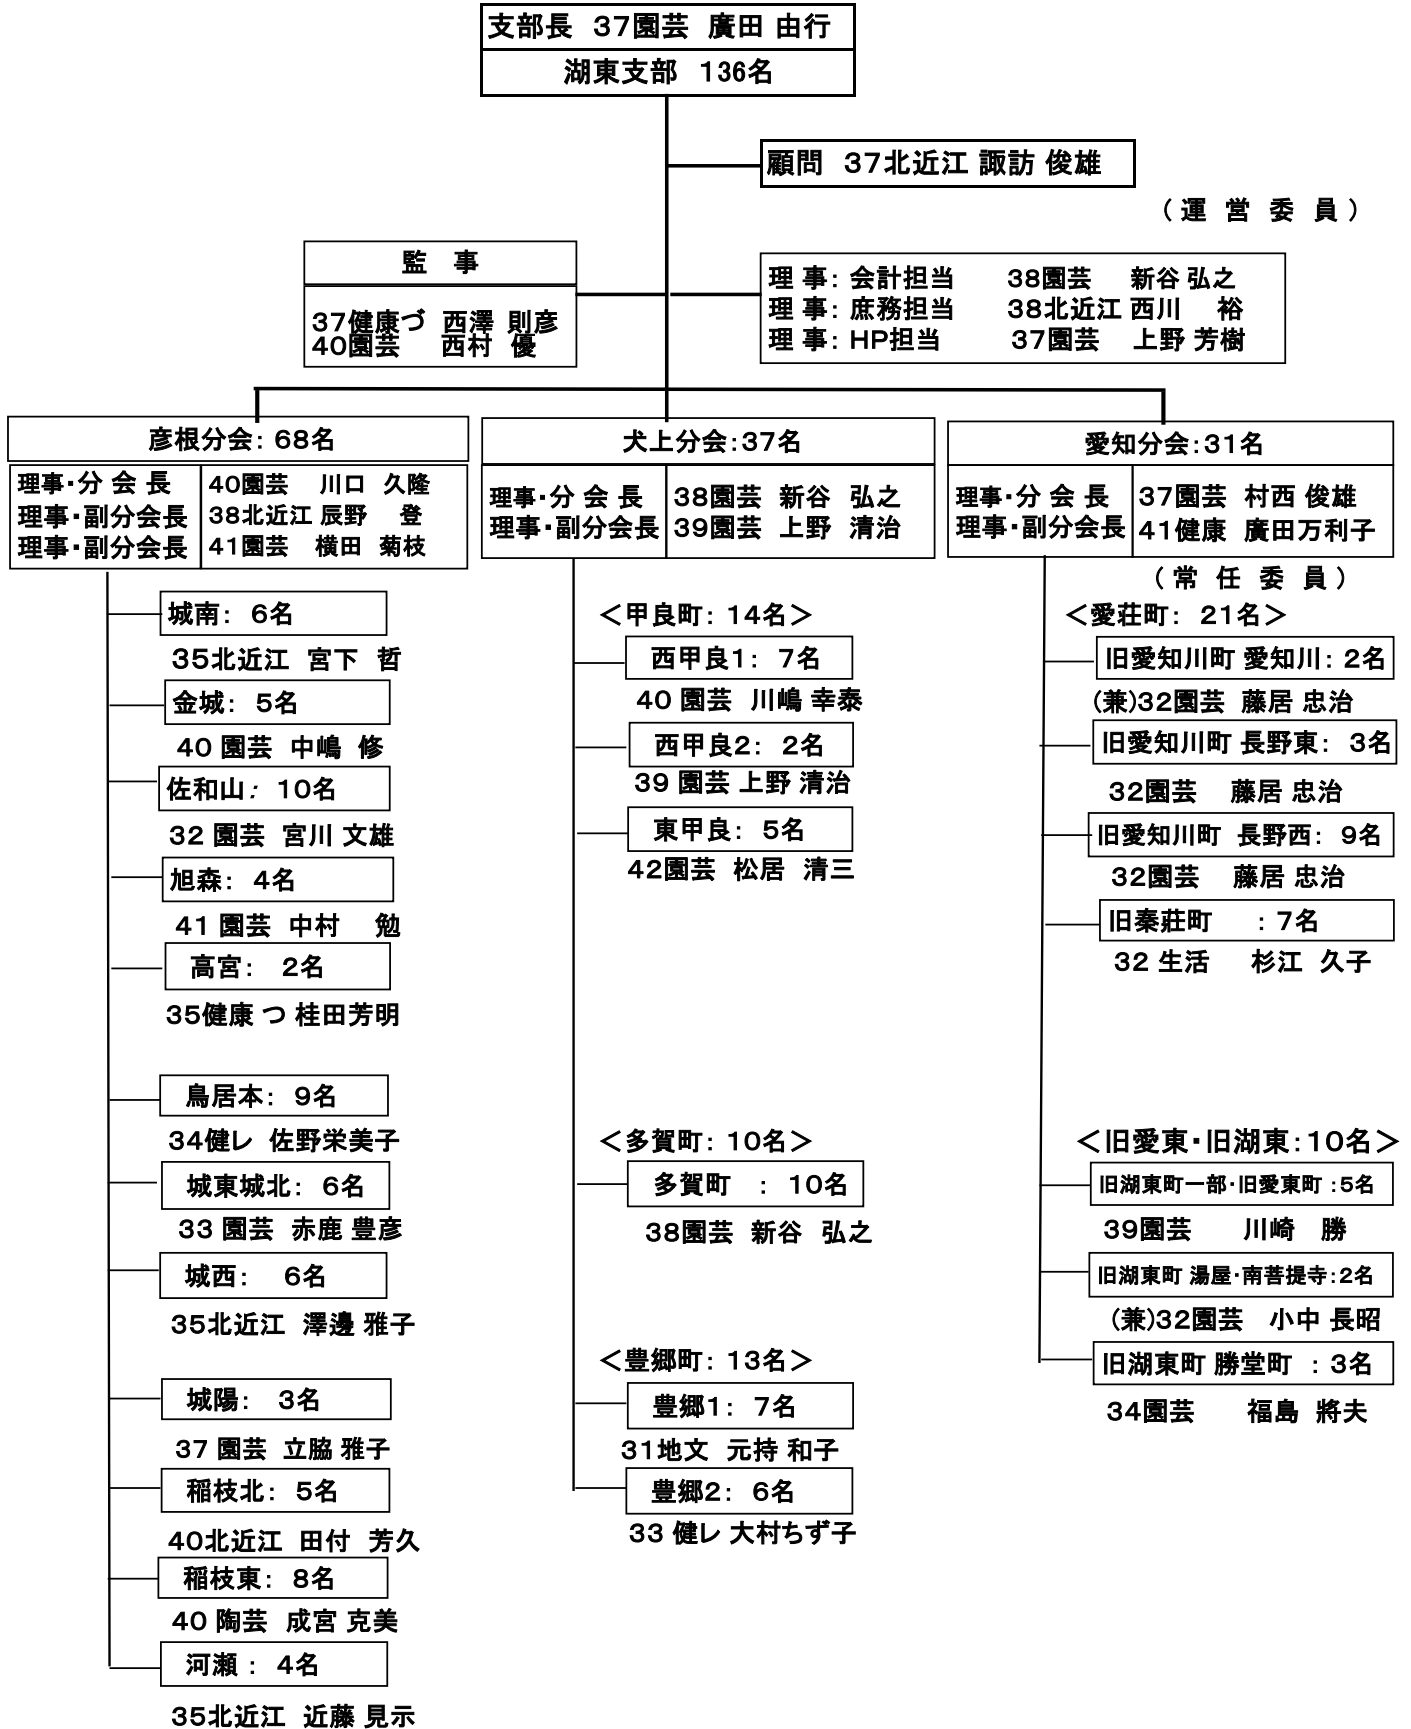 支部長 37園芸 廣田 由行
湖東支部 136名
顧問 37北近江 諏訪 俊雄
(運 営 委 員)
監 事
37健康づ 西澤 則彦
40園芸 西村 優
理 事: 会計担当 38園芸 新谷 弘之
理 事: 庶務担当 38北近江 西川 裕
理 事: HP担当 37園芸 上野 芳樹
彦根分会: 68名
理事・分 会 長 40園芸 川口 久隆
理事・副分会長 38北近江 辰野 登
理事・副分会長 41園芸 横田 菊枝
城南: 6名
35北近江 宮下 哲
金城: 5名
40 園芸 中嶋 修
佐和山: 10名
32 園芸 宮川 文雄
旭森: 4名
41 園芸 中村 勉
高宮: 2名
35健康 つ 桂田芳明
鳥居本: 9名
34健レ 佐野栄美子
城東城北: 6名
33 園芸 赤鹿 豊彦
城西: 6名
35北近江 澤邊 雅子
城陽: 3名
37 園芸 立脇 雅子
稲枝北: 5名
40北近江 田付 芳久
稲枝東: 8名
40 陶芸 成宮 克美
河瀬 : 4名
35北近江 近藤 見示
犬上分会:37名
理事・分 会 長 38園芸 新谷 弘之
理事・副分会長 39園芸 上野 清治
<甲良町: 14名>
西甲良1: 7名
40 園芸 川嶋 幸泰
西甲良2: 2名
39 園芸 上野 清治
東甲良: 5名
42園芸 松居 清三
<多賀町: 10名>
多賀町 : 10名
38園芸 新谷 弘之
<豊郷町: 13名>
豊郷1: 7名
31地文 元持 和子
豊郷2: 6名
33 健レ 大村ちず子
愛知分会:31名
理事・分 会 長 37園芸 村西 俊雄
理事・副分会長 41健康 廣田万利子
(常 任 委 員)
<愛荘町: 21名>
旧愛知川町 愛知川: 2名
(兼)32園芸 藤居 忠治
旧愛知川町 長野東: 3名
32園芸 藤居 忠治
旧愛知川町 長野西: 9名
32園芸 藤居 忠治
旧秦荘町 : 7名
32 生活 杉江 久子
<旧愛東・旧湖東:10名>
旧湖東町一部・旧愛東町 :5名
39園芸 川崎 勝
旧湖東町 湯屋・南菩提寺:2名
(兼)32園芸 小中 長昭
旧湖東町 勝堂町 : 3名
34園芸 福島 將夫